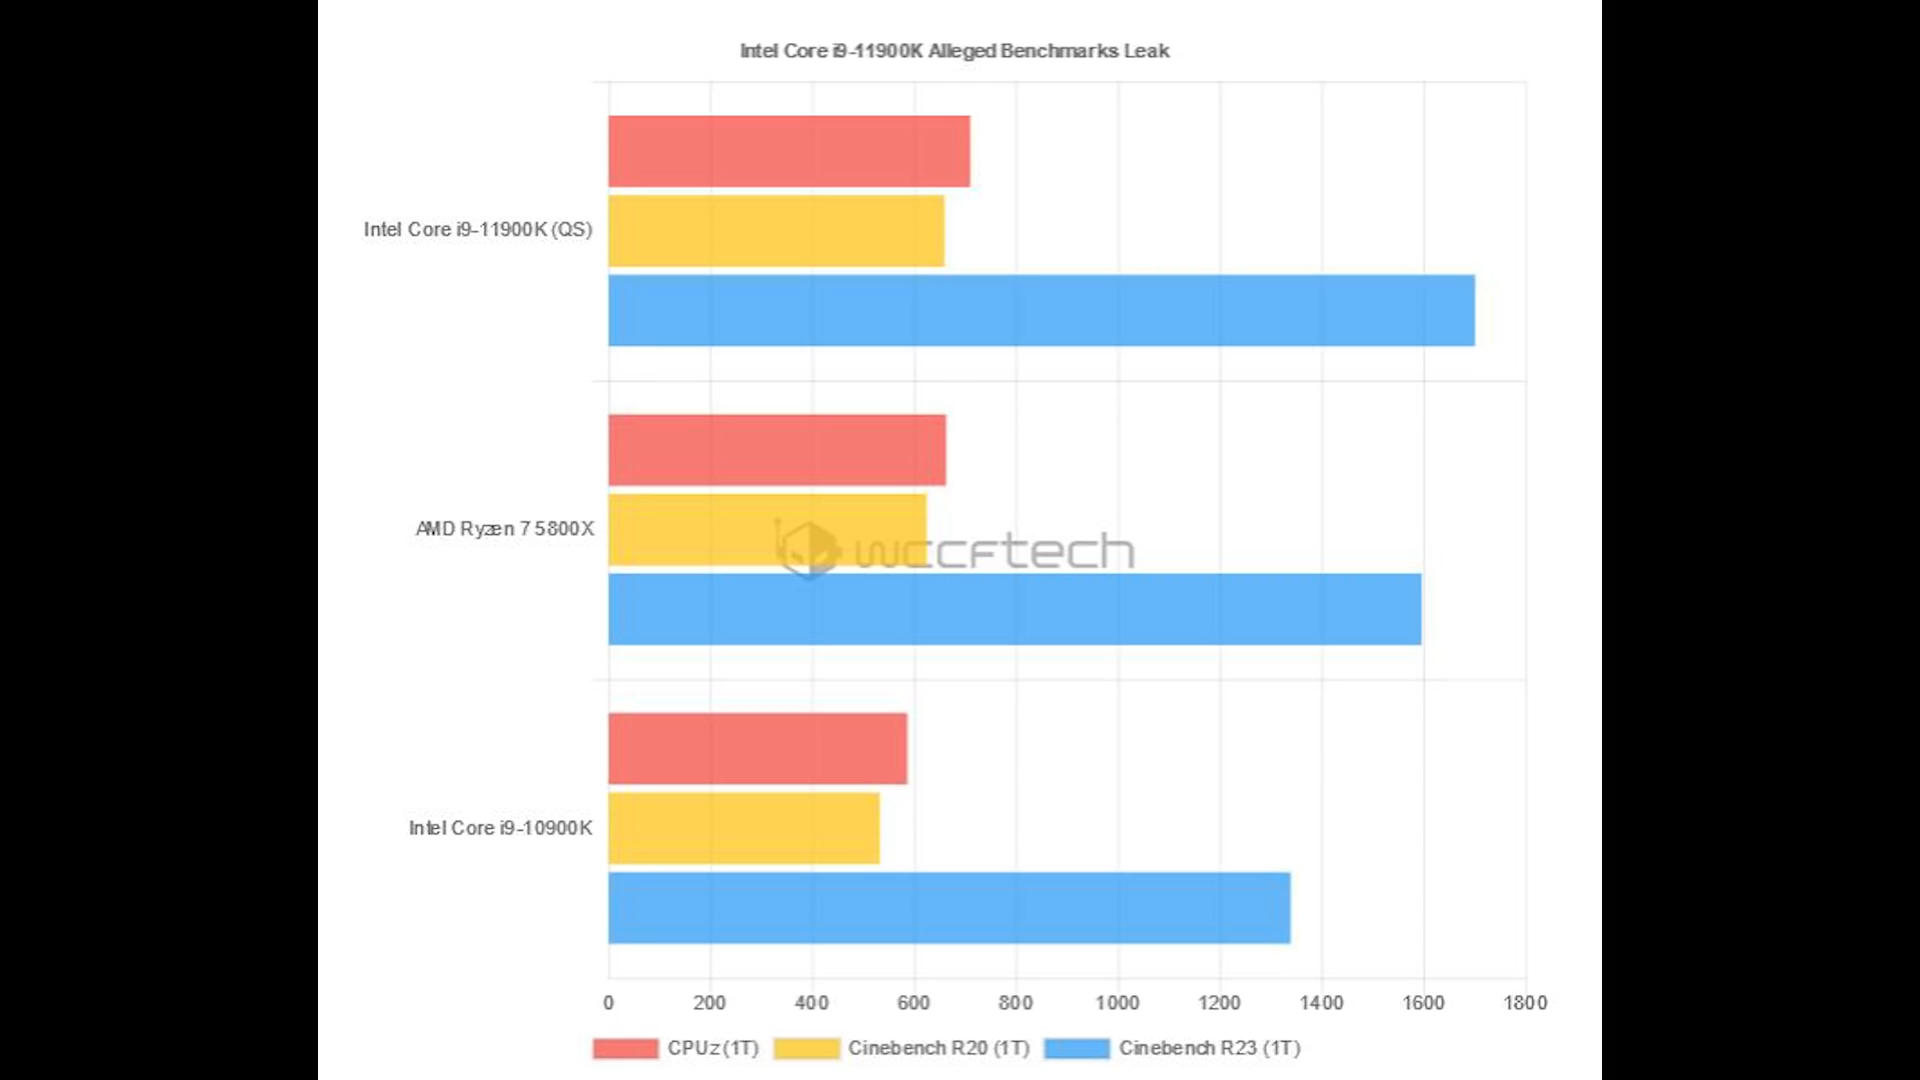 Intel Core i9-11900K Alleged Benchmarks Leak
Intel Core i9-11900K (QS)
AMD Ryzen 7 5800X
wccftech
Intel Core i9-10900K
0 200 400 600 800 1000 1200 1400 1600 1800
CPUz (1T) Cinebench R20 (1T) Cinebench R23 (1T)